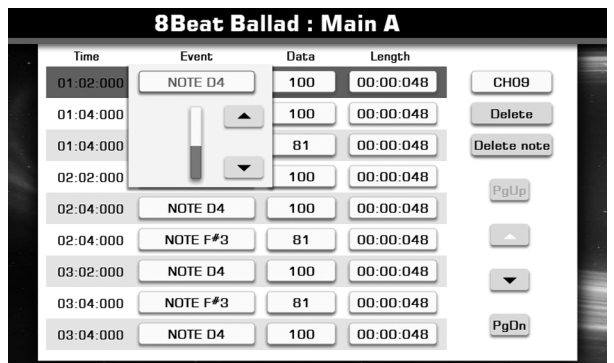 8Beat Ballad : Main A
Time Event Data Length
01:02:000 NOTE D4 100 00:00:048 CH09
01:04:000 100 00:00:048 Delete
01:04:000 81 00:00:048 Delete note
02:02:000 100 00:00:048 PgUp
02:04:000 NOTE D4 100 00:00:048
02:04:000 NOTE F#3 81 00:00:048
03:02:000 NOTE D4 100 00:00:048
03:04:000 NOTE F#3 81 00:00:048
03:04:000 NOTE D4 100 00:00:048 PgDn